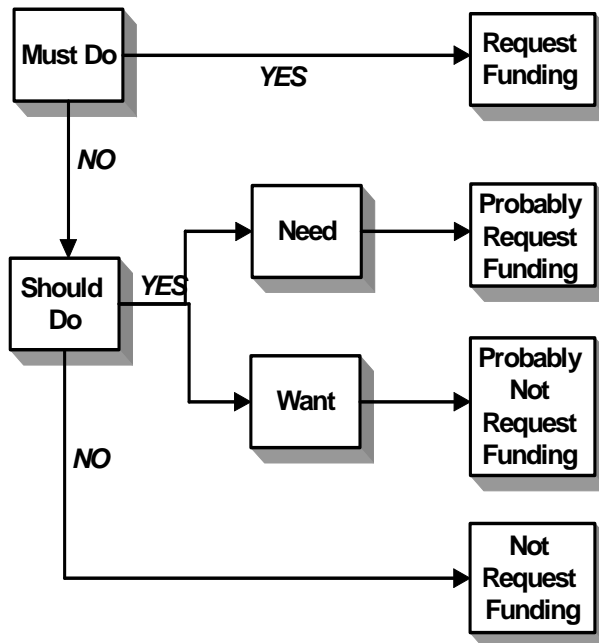 Must Do
YES
Request
Funding
NO
Should
Do
YES
Need
Probably
Request
Funding
Want
Probably
Not
Request
Funding
NO
Not
Request
Funding